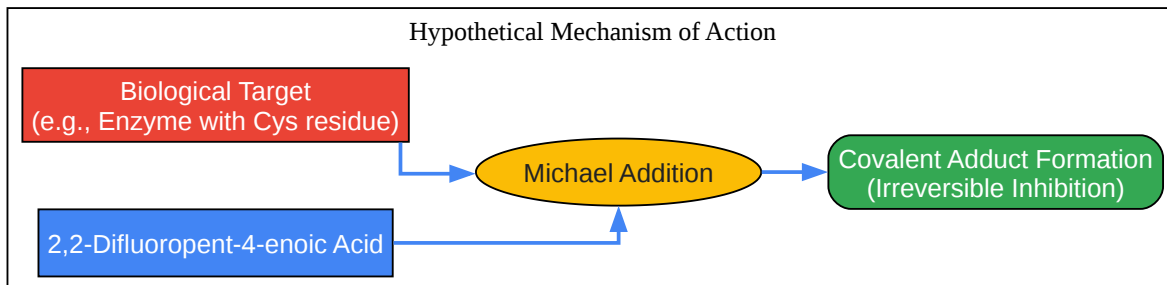 Hypothetical Mechanism of Action
Biological Target
(e.g., Enzyme with Cys residue)
Michael Addition
Covalent Adduct Formation
(Irreversible Inhibition)
2,2-Difluoropent-4-enoic Acid